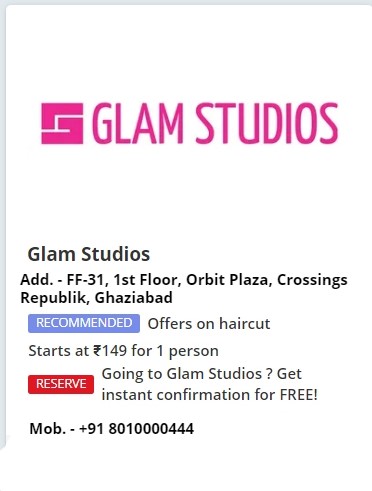 GLAM STUDIOS
Glam Studios
Add. - FF-31, 1st Floor, Orbit Plaza, Crossings
Republik, Ghaziabad
RECOMMENDED Offers on haircut
Starts at ₹149 for 1 person
RESERVE Going to Glam Studios ? Get
instant confirmation for FREE!
Mob. - +91 8010000444